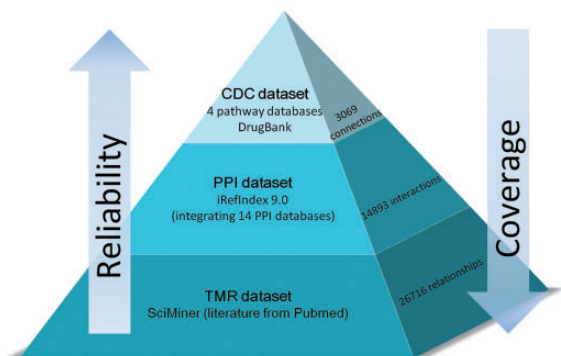 Reliability
CDC dataset
4 pathway databases
DrugBank
3069
connections
PPI dataset
iRefIndex 9.0
(integrating 14 PPI databases)
14893 interactions
TMR dataset
SciMiner (literature from Pubmed)
26716 relationships
Coverage